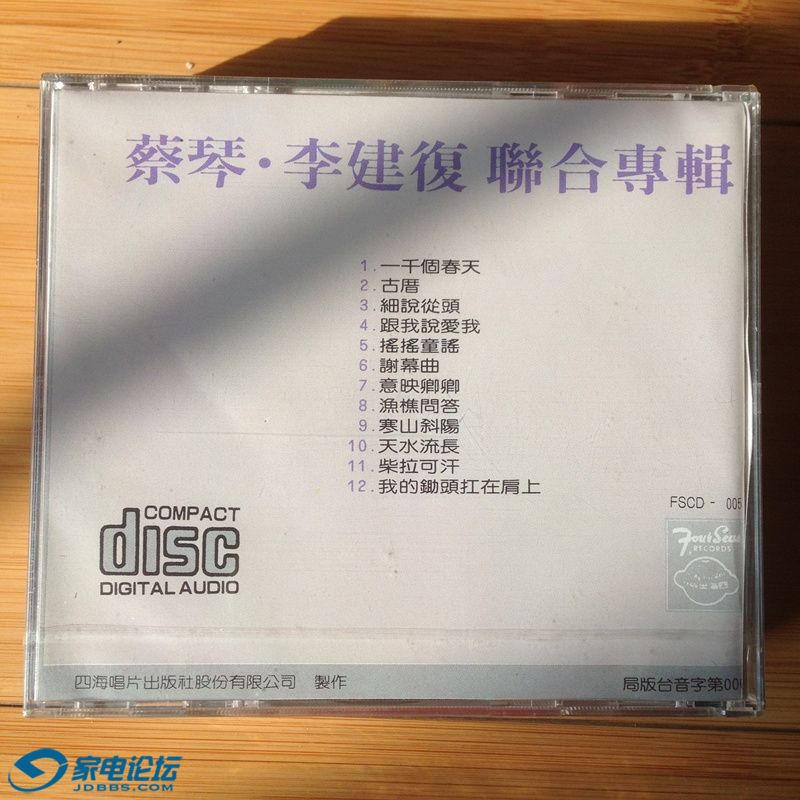 蔡琴·李建復 聯合專輯
1. 一千個春天
2. 古厝
3. 細說從頭
4. 跟我說愛我
5. 搖搖童謠
6. 謝幕曲
7. 意映卿卿
8. 漁樵問答
9. 寒山斜陽
10. 天水流長
11. 柴拉可汗
12. 我的鋤頭扛在肩上
FSCD - 005
COMPACT
disc
DIGITAL AUDIO
Four Seas
RECORDS
四海唱片出版社股份有限公司 製作
局版台音字第00
家电论坛
JDBBS.COM